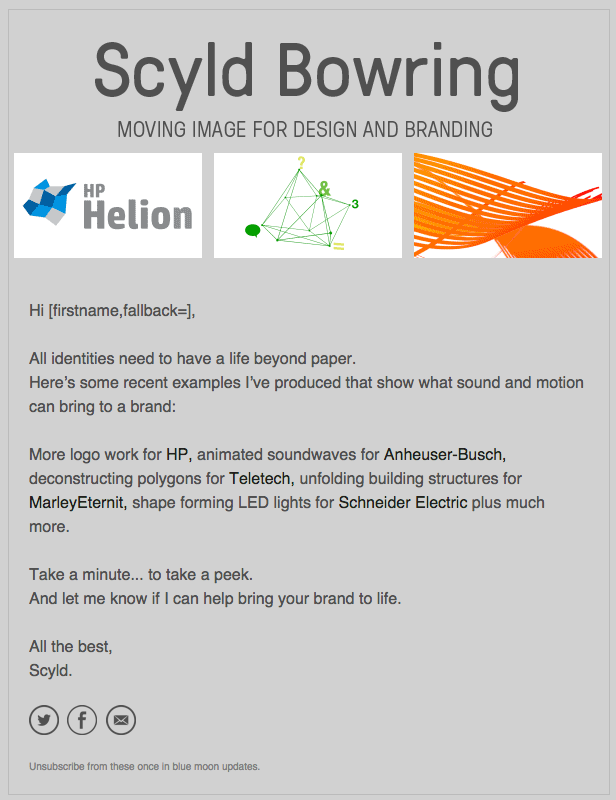 Scyld Bowring
MOVING IMAGE FOR DESIGN AND BRANDING
HP
Helion
?
&
3
=
Hi [firstname,fallback=],
All identities need to have a life beyond paper.
Here’s some recent examples I’ve produced that show what sound and motion
can bring to a brand:
More logo work for HP, animated soundwaves for Anheuser-Busch,
deconstructing polygons for Teletech, unfolding building structures for
MarleyEternit, shape forming LED lights for Schneider Electric plus much
more.
Take a minute... to take a peek.
And let me know if I can help bring your brand to life.
All the best,
Scyld.
Unsubscribe from these once in blue moon updates.